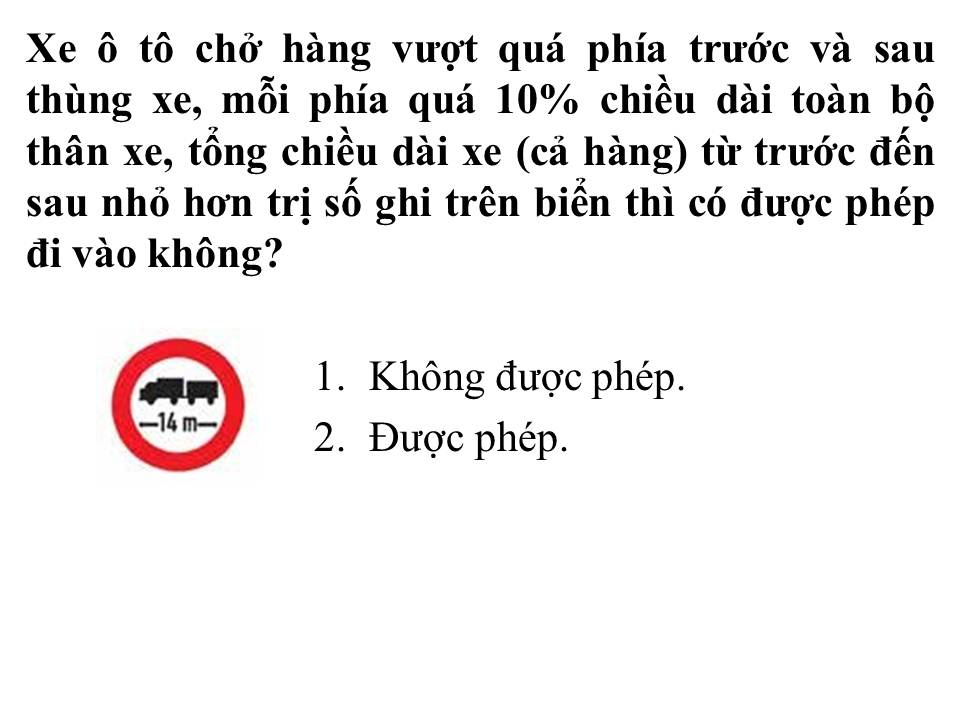 Xe ô tô chở hàng vượt quá phía trước và sau
thùng xe, mỗi phía quá 10% chiều dài toàn bộ
thân xe, tổng chiều dài xe (cả hàng) từ trước đến
sau nhỏ hơn trị số ghi trên biển thì có được phép
đi vào không?
14 m
1. Không được phép.
2. Được phép.